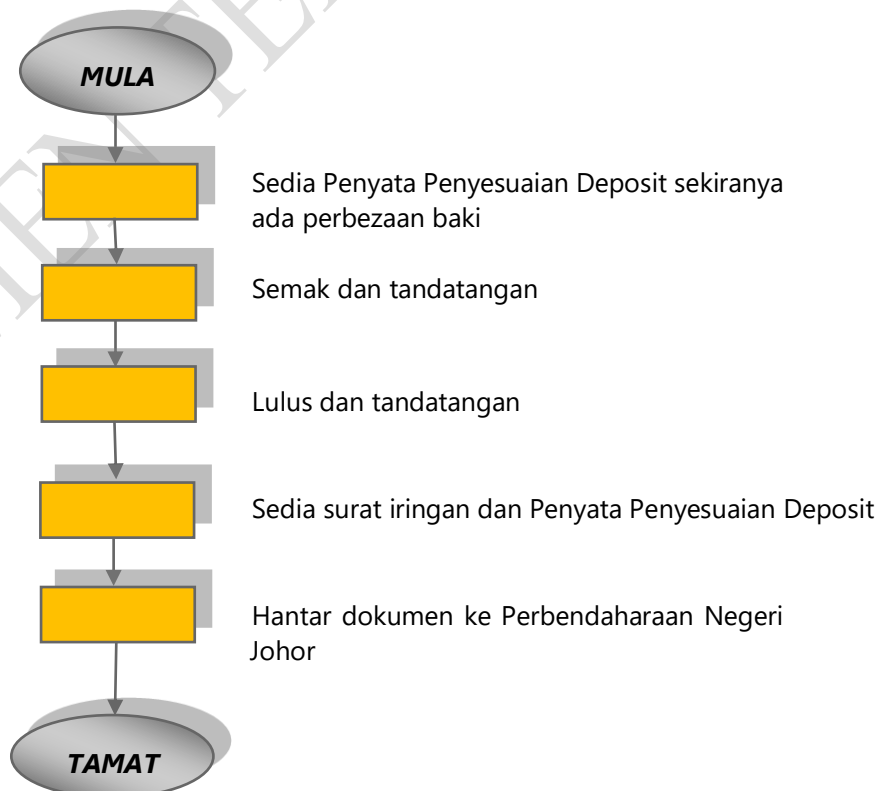 MULA
Sedia Penyata Penyesuaian Deposit sekiranya
ada perbezaan baki
Semak dan tandatangan
Lulus dan tandatangan
Sedia surat iringan dan Penyata Penyesuaian Deposit
Hantar dokumen ke Perbendaharaan Negeri
Johor
TAMAT